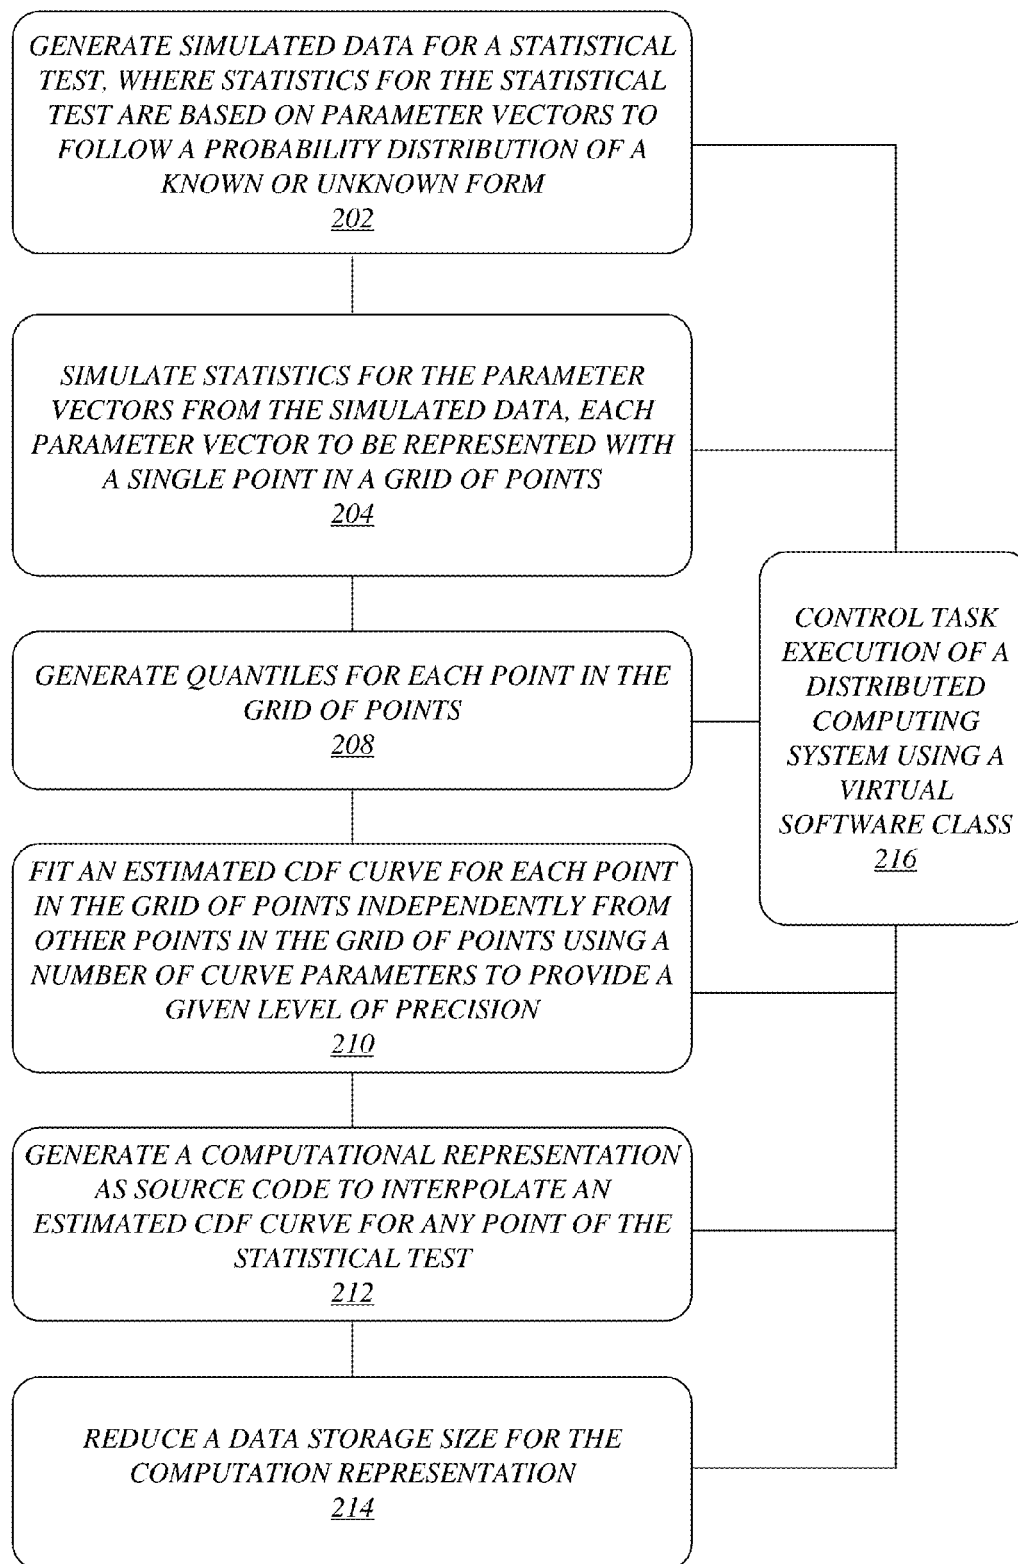 GENERATE SIMULATED DATA FOR A STATISTICAL
TEST, WHERE STATISTICS FOR THE STATISTICAL
TEST ARE BASED ON PARAMETER VECTORS TO
FOLLOW A PROBABILITY DISTRIBUTION OF A
KNOWN OR UNKNOWN FORM
202
SIMULATE STATISTICS FOR THE PARAMETER
VECTORS FROM THE SIMULATED DATA, EACH
PARAMETER VECTOR TO BE REPRESENTED WITH
A SINGLE POINT IN A GRID OF POINTS
204
GENERATE QUANTILES FOR EACH POINT IN THE
GRID OF POINTS
208
FIT AN ESTIMATED CDF CURVE FOR EACH POINT
IN THE GRID OF POINTS INDEPENDENTLY FROM
OTHER POINTS IN THE GRID OF POINTS USING A
NUMBER OF CURVE PARAMETERS TO PROVIDE A
GIVEN LEVEL OF PRECISION
210
GENERATE A COMPUTATIONAL REPRESENTATION
AS SOURCE CODE TO INTERPOLATE AN
ESTIMATED CDF CURVE FOR ANY POINT OF THE
STATISTICAL TEST
212
REDUCE A DATA STORAGE SIZE FOR THE
COMPUTATION REPRESENTATION
214
CONTROL TASK
EXECUTION OF A
DISTRIBUTED
COMPUTING
SYSTEM USING A
VIRTUAL
SOFTWARE CLASS
216